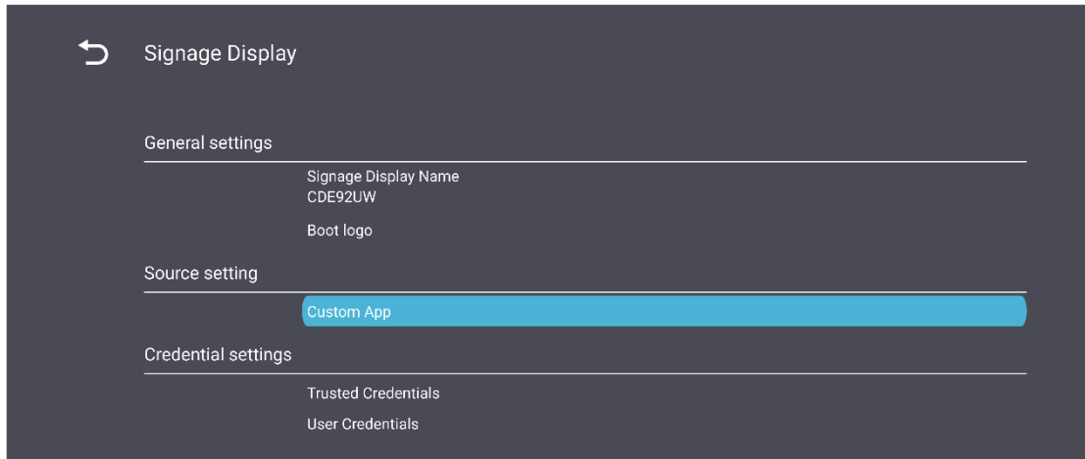 Signage Display
General settings
Signage Display Name
CDE92UW
Boot logo
Source setting
Custom App
Credential settings
Trusted Credentials
User Credentials